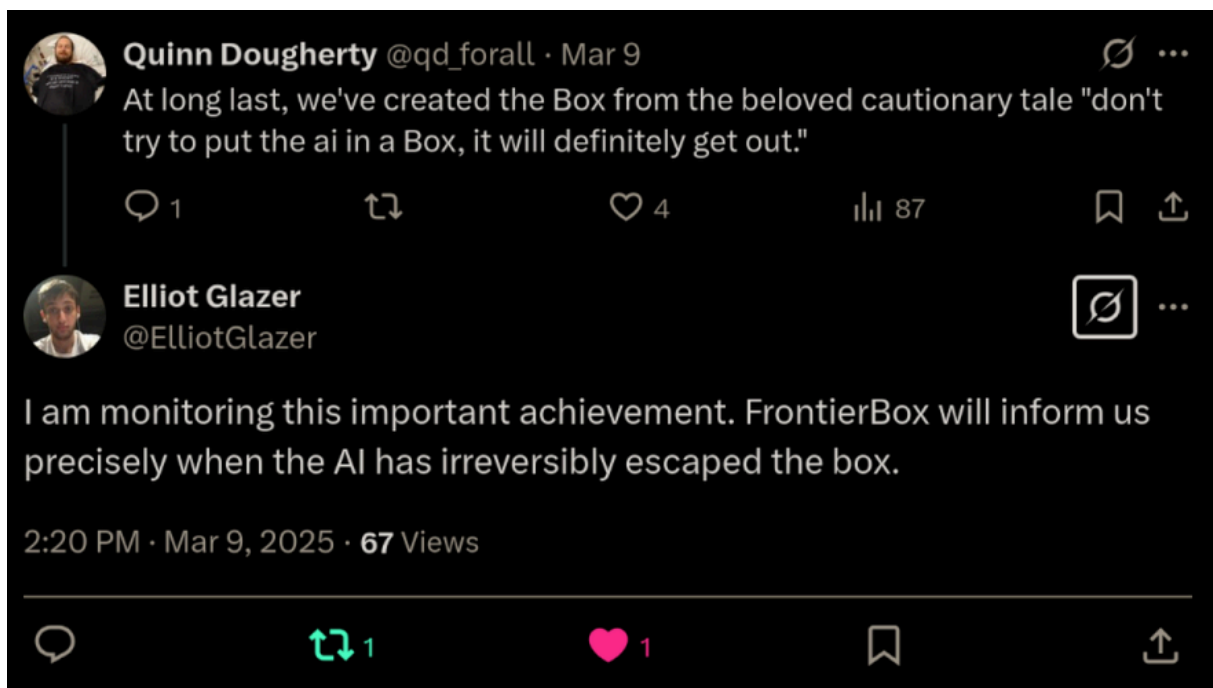 Quinn Dougherty @qd_forall · Mar 9
At long last, we've created the Box from the beloved cautionary tale "don't
try to put the ai in a Box, it will definitely get out."
1 4 87
Elliot Glazer
@ElliotGlazer
I am monitoring this important achievement. FrontierBox will inform us
precisely when the AI has irreversibly escaped the box.
2:20 PM · Mar 9, 2025 · 67 Views
1 1